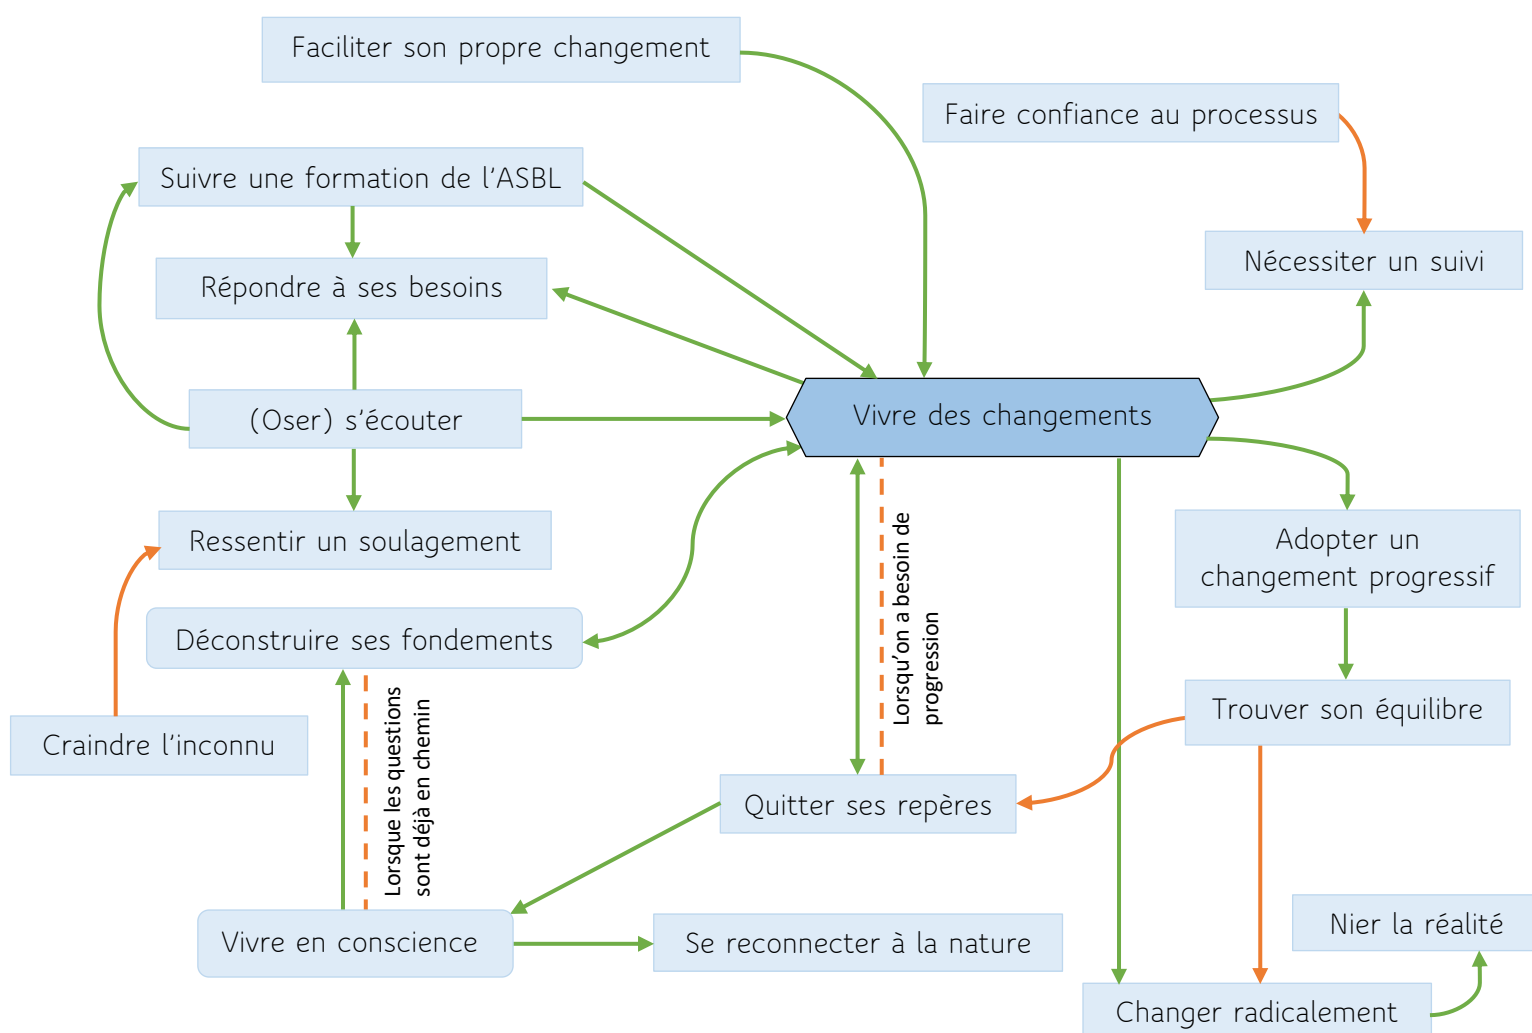 Faciliter son propre changement
Faire confiance au processus
Suivre une formation de l'ASBL
Nécessiter un suivi
Répondre à ses besoins
(Oser) s'écouter
Vivre des changements
Ressentir un soulagement
Adopter un
changement progressif
Lorsqu'on a besoin de
progression
Déconstruire ses fondements
Lorsque les questions
sont déjà en chemin
Craindre l'inconnu
Trouver son équilibre
Quitter ses repères
Vivre en conscience
Se reconnecter à la nature
Nier la réalité
Changer radicalement